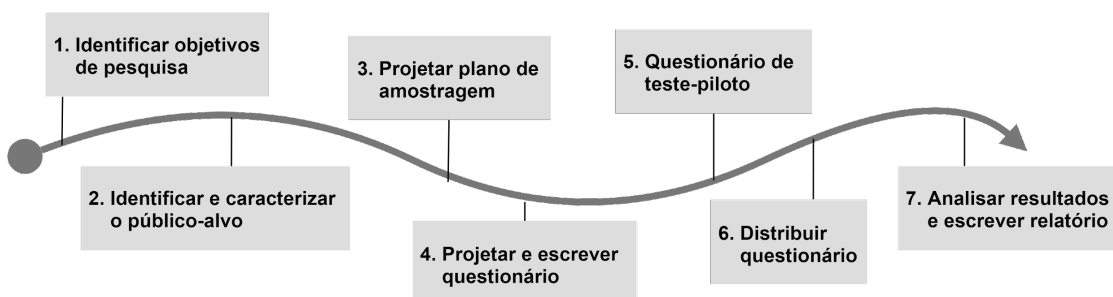 1. Identificar objetivos
de pesquisa
2. Identificar e caracterizar
o público-alvo
3. Projetar plano de
amostragem
4. Projetar e escrever
questionário
5. Questionário de
teste-piloto
6. Distribuir
questionário
7. Analisar resultados
e escrever relatório